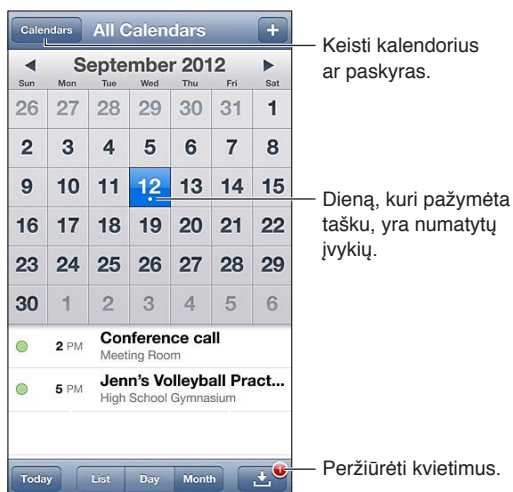 Calendars All Calendars +
September 2012
Sun Mon Tue Wed Thu Fri Sat
26 27 28 29 30 31 1
2 3 4 5 6 7 8
9 10 11 12 13 14 15
16 17 18 19 20 21 22
23 24 25 26 27 28 29
30 1 2 3 4 5 6
2 PM Conference call
Meeting Room
5 PM Jenn’s Volleyball Pract...
High School Gymnasium
Today List Day Month 1
Keisti kalendorius
ar paskyras.
Dieną, kuri pažymėta
tašku, yra numatytų
įvykių.
Peržiūrėti kvietimus.